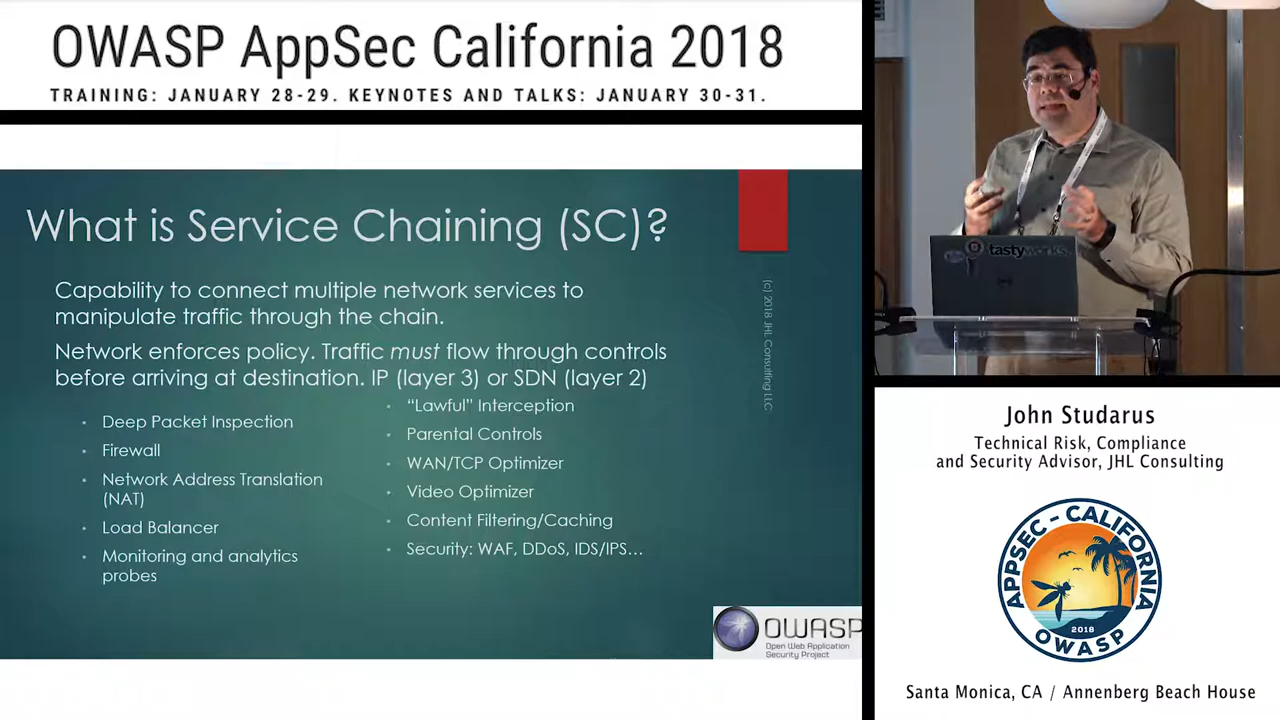 OWASP AppSec California 2018
TRAINING: JANUARY 28-29. KEYNOTES AND TALKS: JANUARY 30-31.
What is Service Chaining (SC)?
Capability to connect multiple network services to
manipulate traffic through the chain.
Network enforces policy. Traffic must flow through controls
before arriving at destination. IP (layer 3) or SDN (layer 2)
Deep Packet Inspection
Firewall
Network Address Translation
(NAT)
Load Balancer
Monitoring and analytics
probes
“Lawful” Interception
Parental Controls
WAN/TCP Optimizer
Video Optimizer
Content Filtering/Caching
Security: WAF, DDoS, IDS/IPS…
(c) 2018 JHL Consulting LLC
OWASP
Open Web Application
Security Project
tastyworks
John Studarus
Technical Risk, Compliance
and Security Advisor, JHL Consulting
APPSEC - CALIFORNIA
2018
OWASP
Santa Monica, CA / Annenberg Beach House